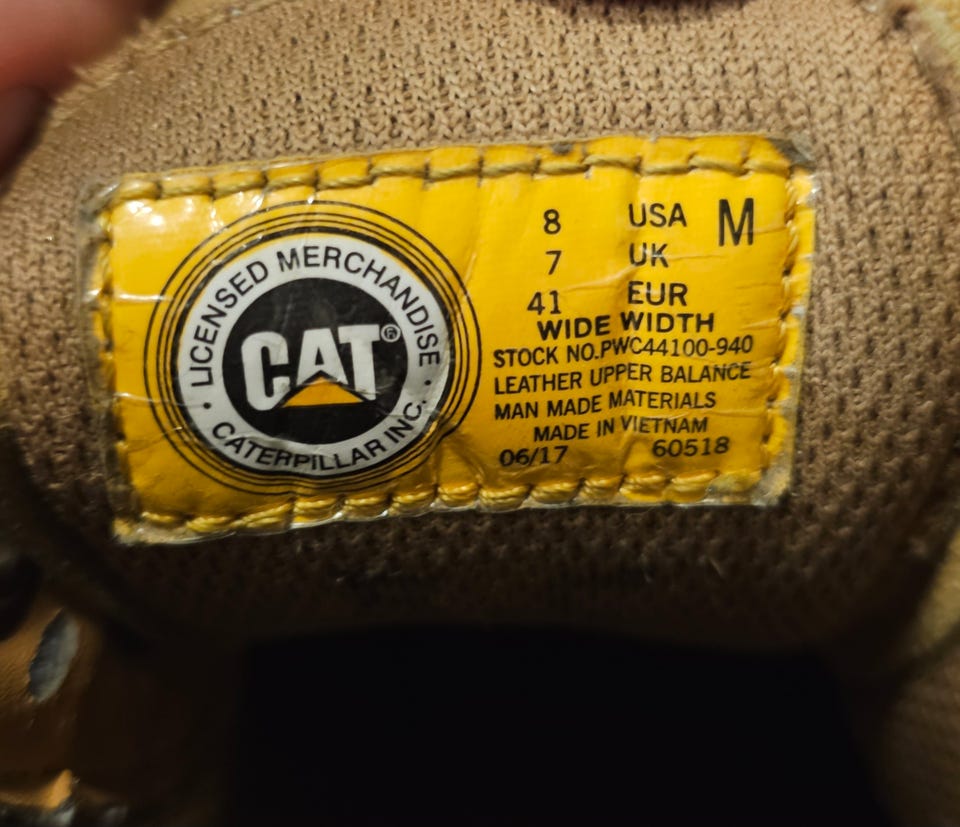 LICENSED MERCHANDISE
CAT®
CATERPILLAR INC.
8 USA M
7 UK
41 EUR
WIDE WIDTH
STOCK NO.PWC44100-940
LEATHER UPPER BALANCE
MAN MADE MATERIALS
MADE IN VIETNAM
06/17 60518